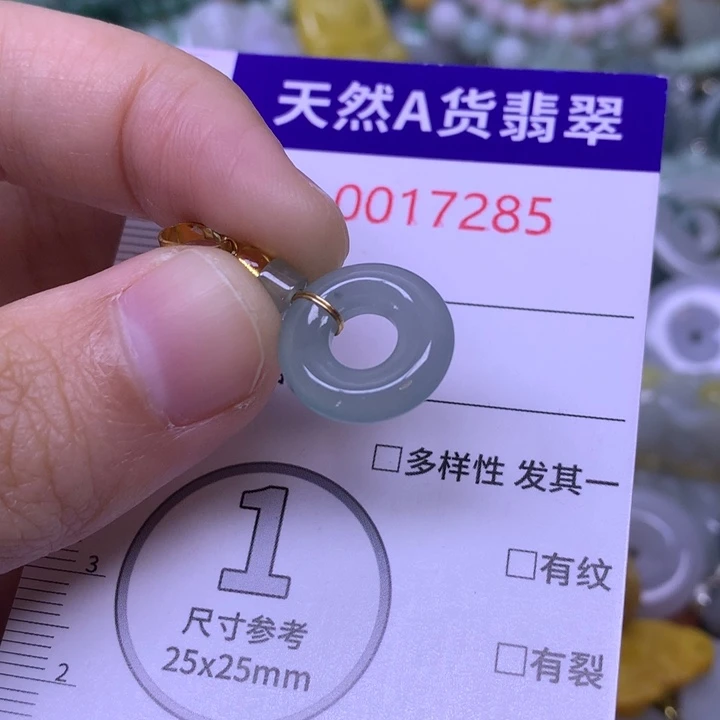 天然A货翡翠
0017285
□多样性 发其一
□有纹
□有裂
1
尺寸参考
25x25mm
3
2